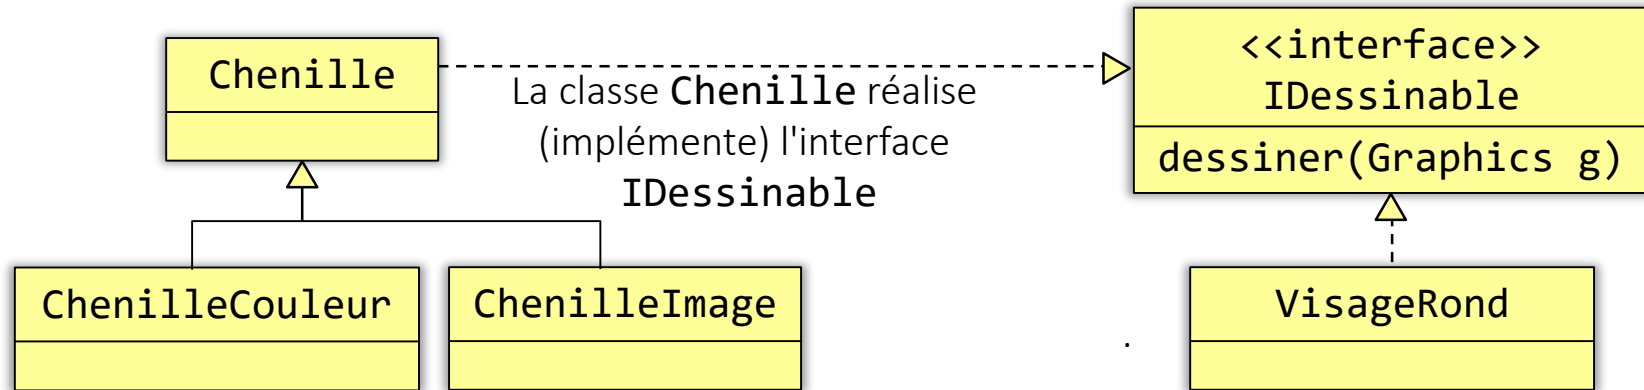 Chenille
La classe Chenille réalise
(implémente) l'interface
IDessinable
<<interface>>
IDessinable
dessiner(Graphics g)
ChenilleCouleur
ChenilleImage
VisageRond
.